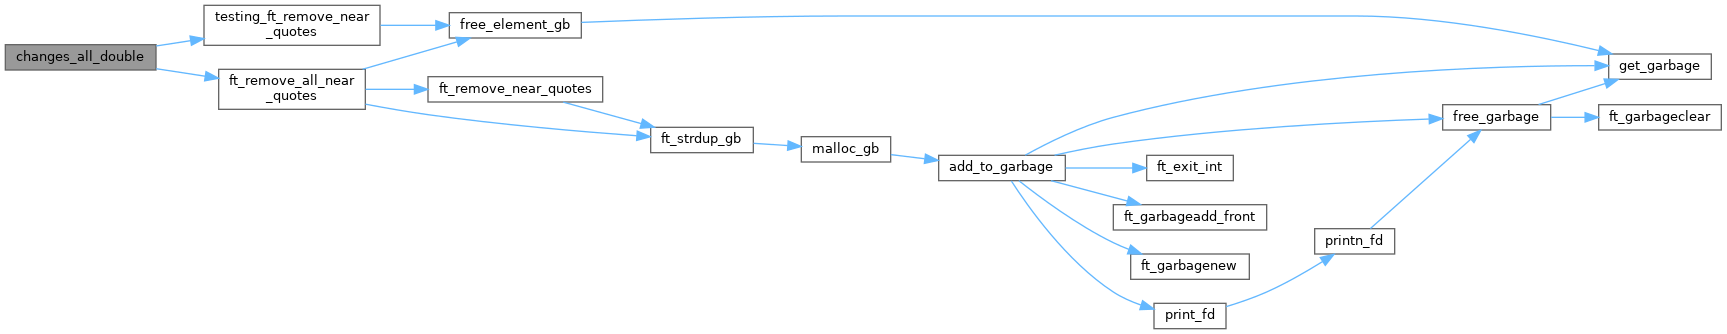 changes_all_double
testing_ft_remove_near
_quotes
ft_remove_all_near
_quotes
free_element_gb
ft_remove_near_quotes
ft_strdup_gb
malloc_gb
add_to_garbage
get_garbage
free_garbage
ft_garbageclear
ft_exit_int
ft_garbageadd_front
ft_garbagenew
print_fd
printn_fd